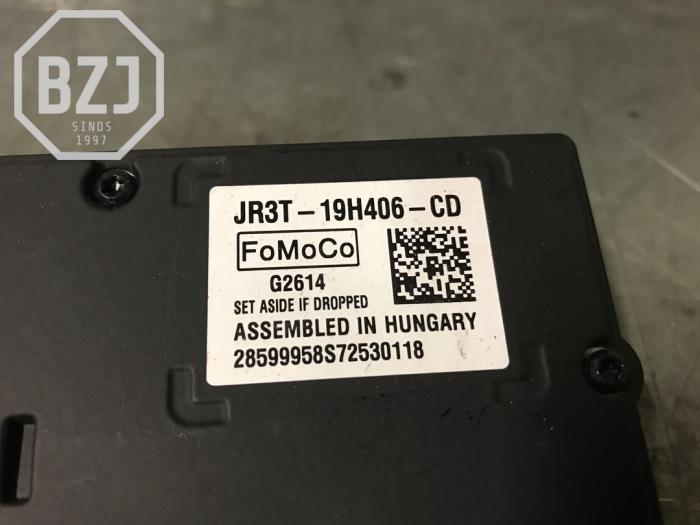 BZJ
SINDS
1997
JR3T-19H406-CD
FoMoCo
G2614
SET ASIDE IF DROPPED
ASSEMBLED IN HUNGARY
28599958S72530118